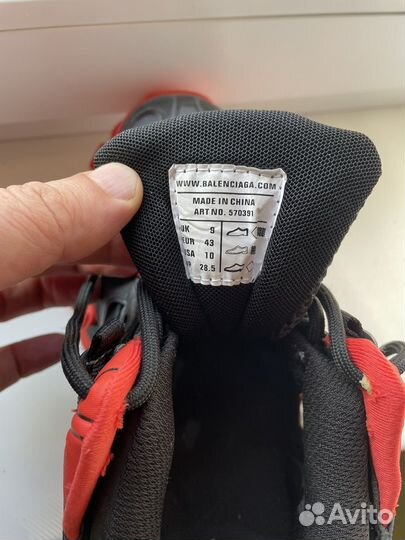 WWW.BALENCIAGA.COM
MADE IN CHINA
ART NO. 570391
UK 9
EUR 43
USA 10
28.5
Avito